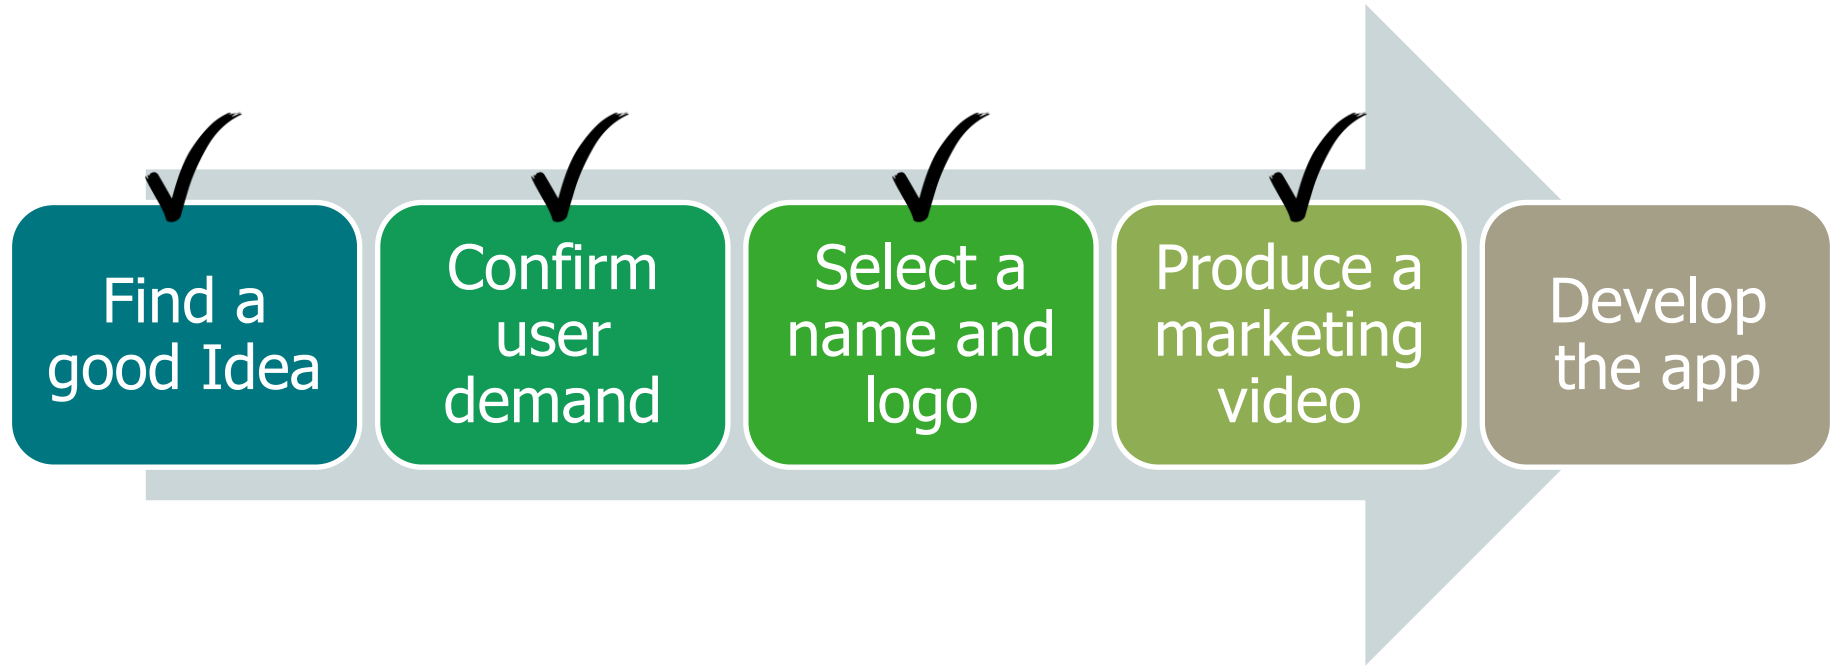 Find a
good Idea
Confirm
user
demand
Select a
name and
logo
Produce a
marketing
video
Develop
the app